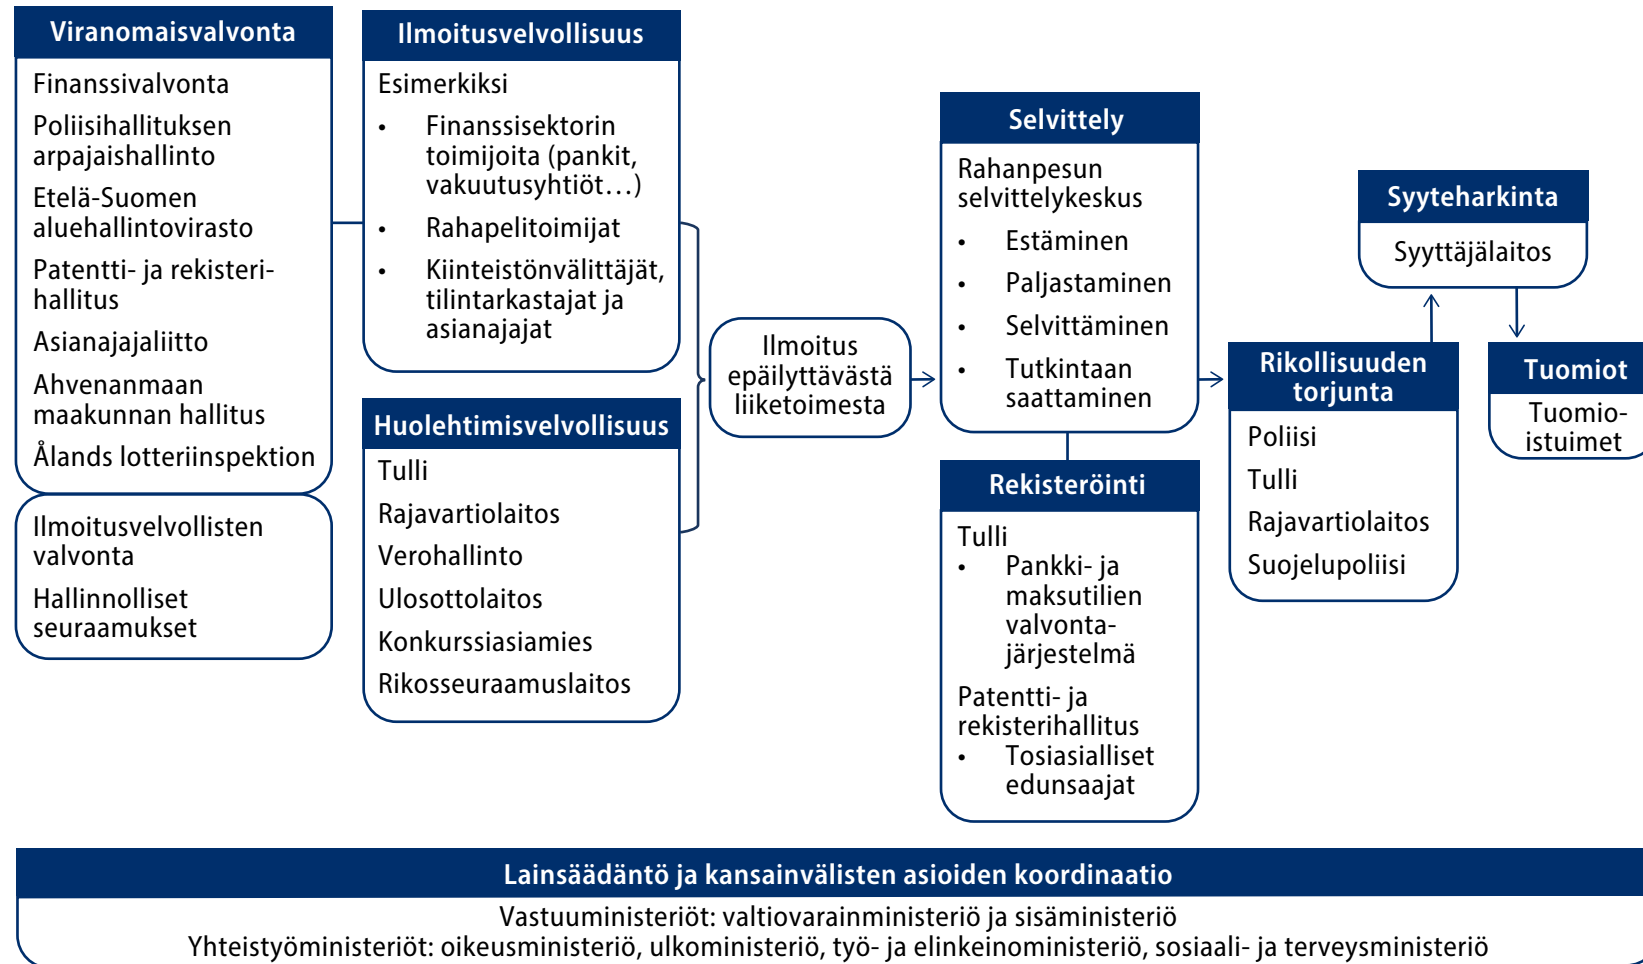 Viranomaisvalvonta
Finanssivalvonta
Poliisihallituksen
arpajaishallinto
Etelä-Suomen
aluehallintovirasto
Patentti- ja rekisteri-
hallitus
Asianajajaliitto
Ahvenanmaan
maakunnan hallitus
Ålands lotteriinspektion
Ilmoitusvelvollisten
valvonta
Hallinnolliset
seuraamukset
Ilmoitusvelvollisuus
Esimerkiksi
• Finanssisektorin
toimijoita (pankit,
vakuutusyhtiöt…)
• Rahapelitoimijat
• Kiinteistönvälittäjät,
tilintarkastajat ja
asianajajat
Huolehtimisvelvollisuus
Tulli
Rajavartiolaitos
Verohallinto
Ulosottolaitos
Konkurssiasiamies
Rikosseuraamuslaitos
Ilmoitus
epäilyttävästä
liiketoimesta
Selvittely
Rahanpesun
selvittelykeskus
• Estäminen
• Paljastaminen
• Selvittäminen
• Tutkintaan
saattaminen
Rekisteröinti
Tulli
• Pankki- ja
maksutilien
valvonta-
järjestelmä
Patentti- ja
rekisterihallitus
• Tosiasialliset
edunsaajat
Rikollisuuden
torjunta
Poliisi
Tulli
Rajavartiolaitos
Suojelupoliisi
Syyteharkinta
Syyttäjälaitos
Tuomiot
Tuomio-
istuimet
Lainsäädäntö ja kansainvälisten asioiden koordinaatio
Vastuuministeriöt: valtiovarainministeriö ja sisäministeriö
Yhteistyöministeriöt: oikeusministeriö, ulkoministeriö, työ- ja elinkeinoministeriö, sosiaali- ja terveysministeriö